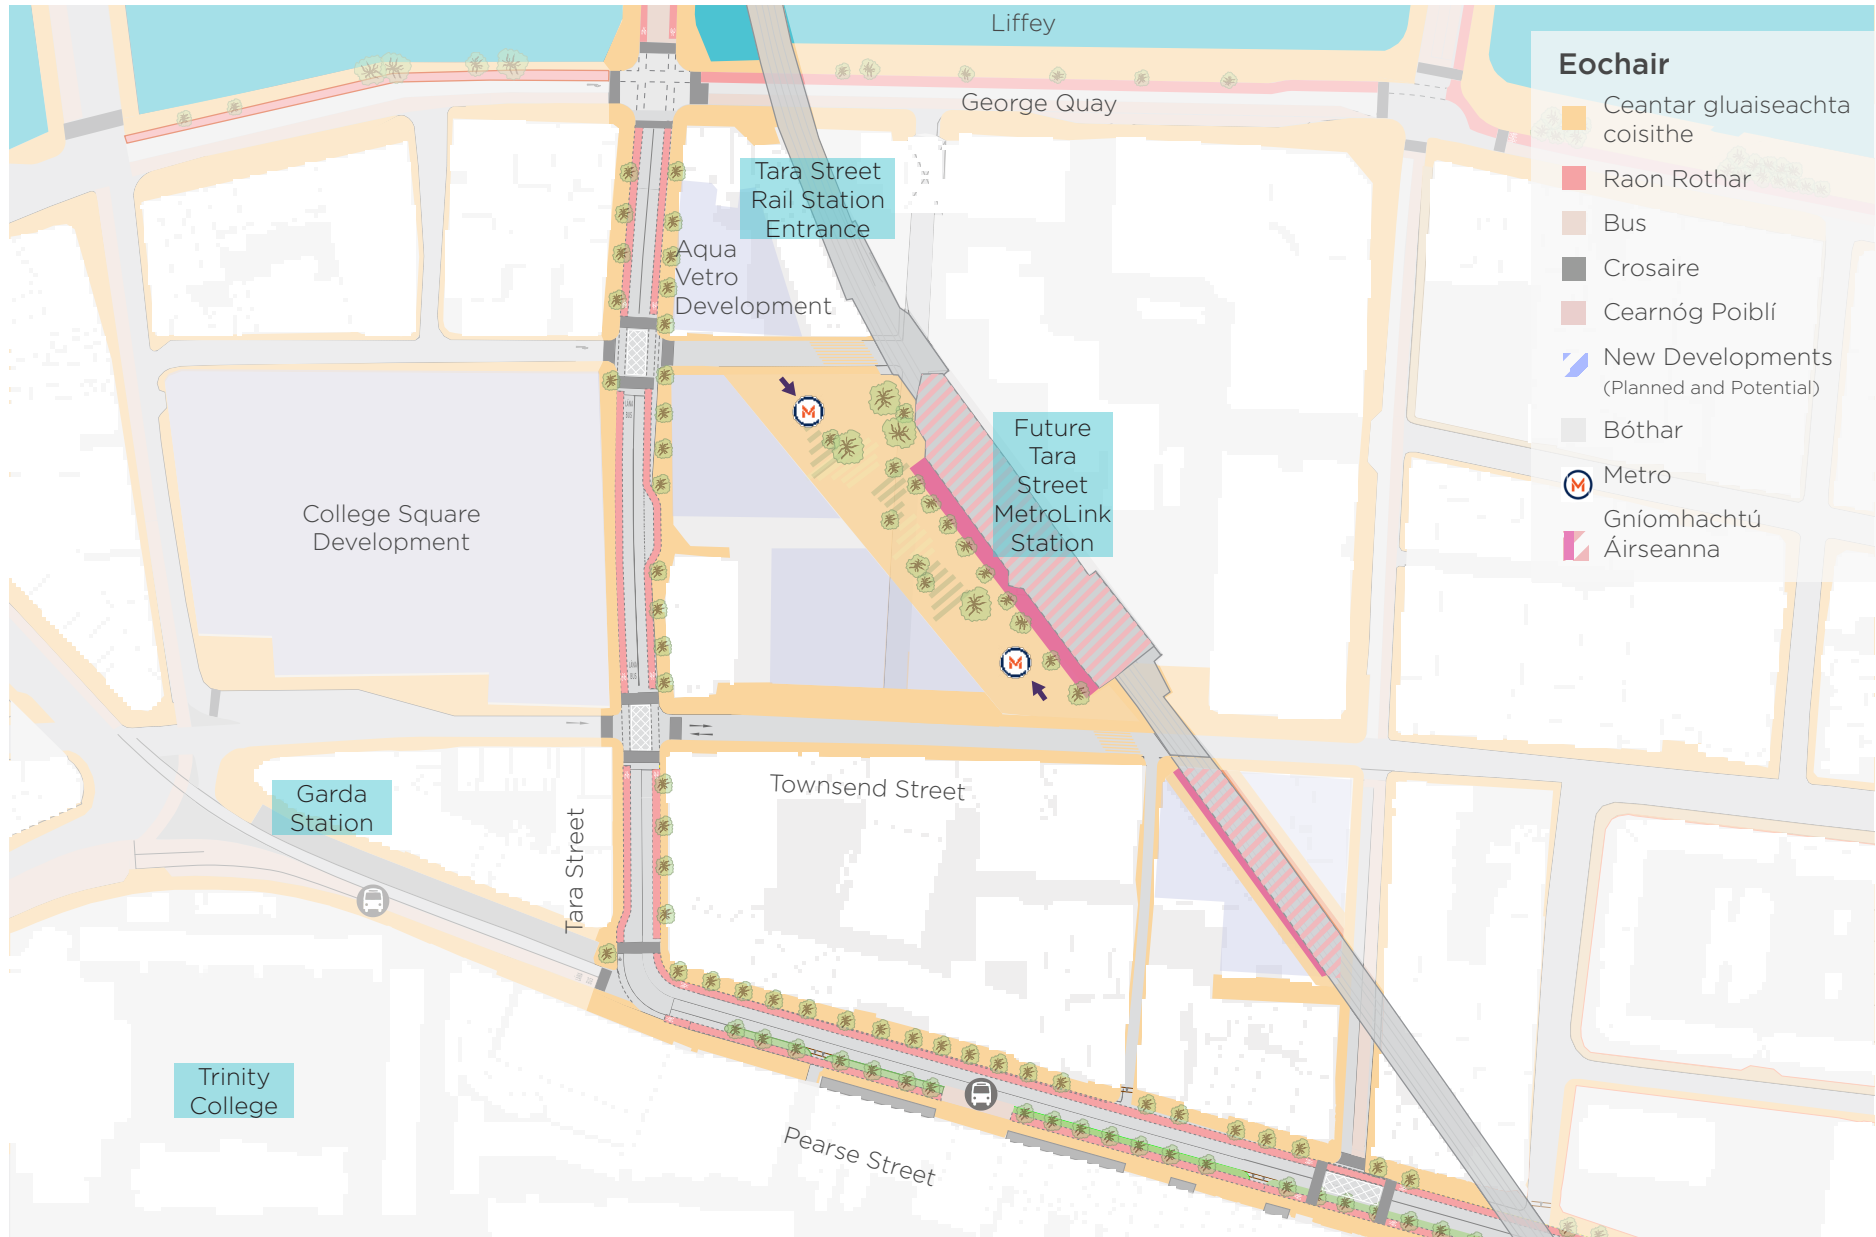 Liffey
George Quay
Tara Street
Rail Station
Entrance
Aqua
Vetro
Development
College Square
Development
Future
Tara
Street
MetroLink
Station
Garda
Station
Tara Street
Townsend Street
Trinity
College
Pearse Street
Eochair
Ceantar gluaiseachta
coisithe
Raon Rothar
Bus
Crosaire
Cearnóg Poiblí
New Developments
(Planned and Potential)
Bóthar
Metro
Gníomhachtú
Áirseanna